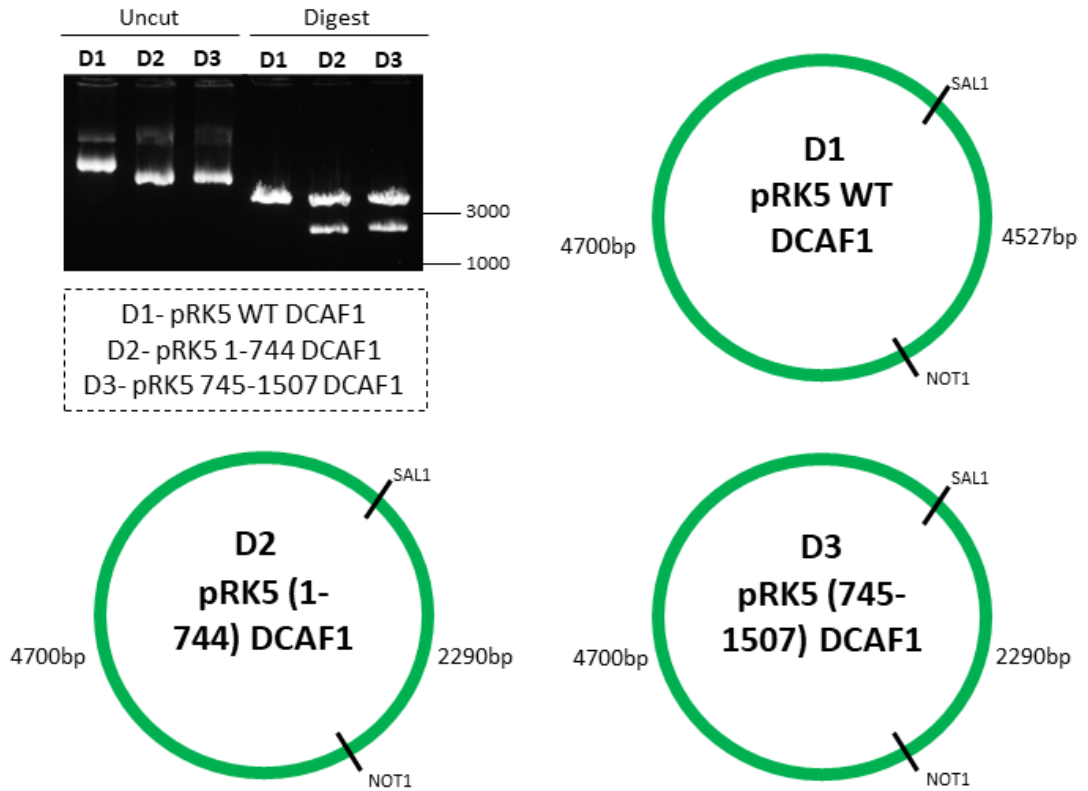 Uncut Digest
D1 D2 D3 D1 D2 D3
3000
1000
D1- pRK5 WT DCAF1
D2- pRK5 1-744 DCAF1
D3- pRK5 745-1507 DCAF1
SAL1
D1
pRK5 WT
DCAF1
4700bp
4527bp
NOT1
SAL1
D2
pRK5 (1-
744) DCAF1
4700bp
2290bp
NOT1
SAL1
D3
pRK5 (745-
1507) DCAF1
4700bp
2290bp
NOT1